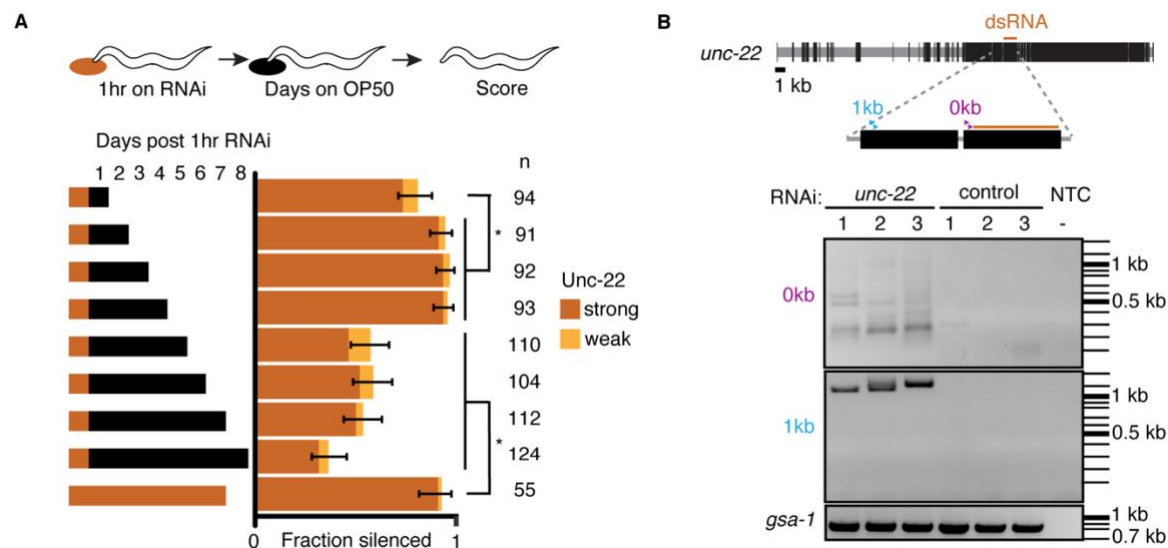 A
1hr on RNAi
Days on OP50
Score
Days post 1hr RNAi
1 2 3 4 5 6 7 8
n
94
*
91
92
93
Unc-22
strong
weak
110
104
112
*
124
55
0
Fraction silenced
1
B
dsRNA
unc-22
1 kb
1kb
0kb
RNAi:
unc-22
control
NTC
1 2 3 1 2 3 -
0kb
1 kb
0.5 kb
1kb
1 kb
0.5 kb
gsa-1
1 kb
0.7 kb